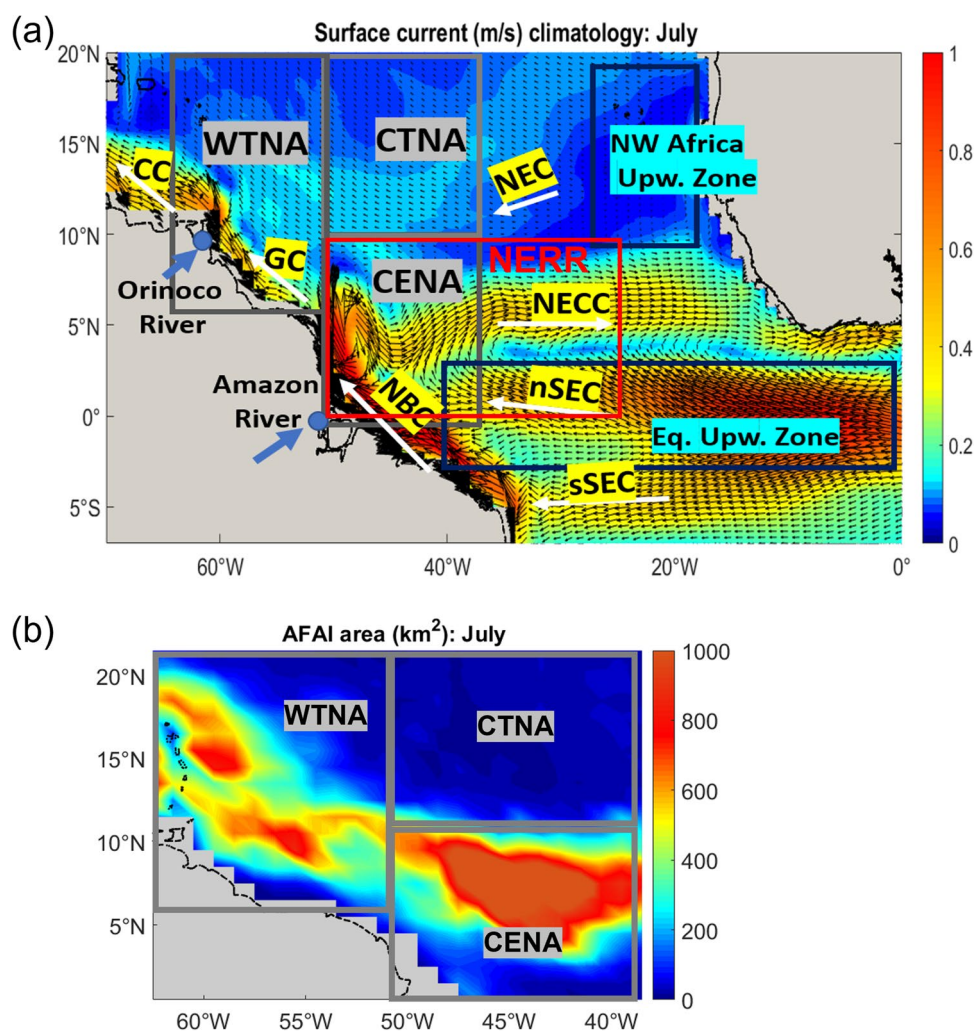 (a)
Surface current (m/s) climatology: July
20°N
15°N
10°N
5°N
0°
5°S
60°W
40°W
20°W
0°
1
0.8
0.6
0.4
0.2
0
WTNA
CTNA
NEC
NW Africa
Upw. Zone
CC
GC
CENA
NERR
NECC
Orinoco
River
Amazon
River
NBC
nSEC
Eq. Upw. Zone
sSEC
(b)
AFAI area (km²): July
20°N
15°N
10°N
5°N
60°W
55°W
50°W
45°W
40°W
1000
800
600
400
200
0
WTNA
CTNA
CENA